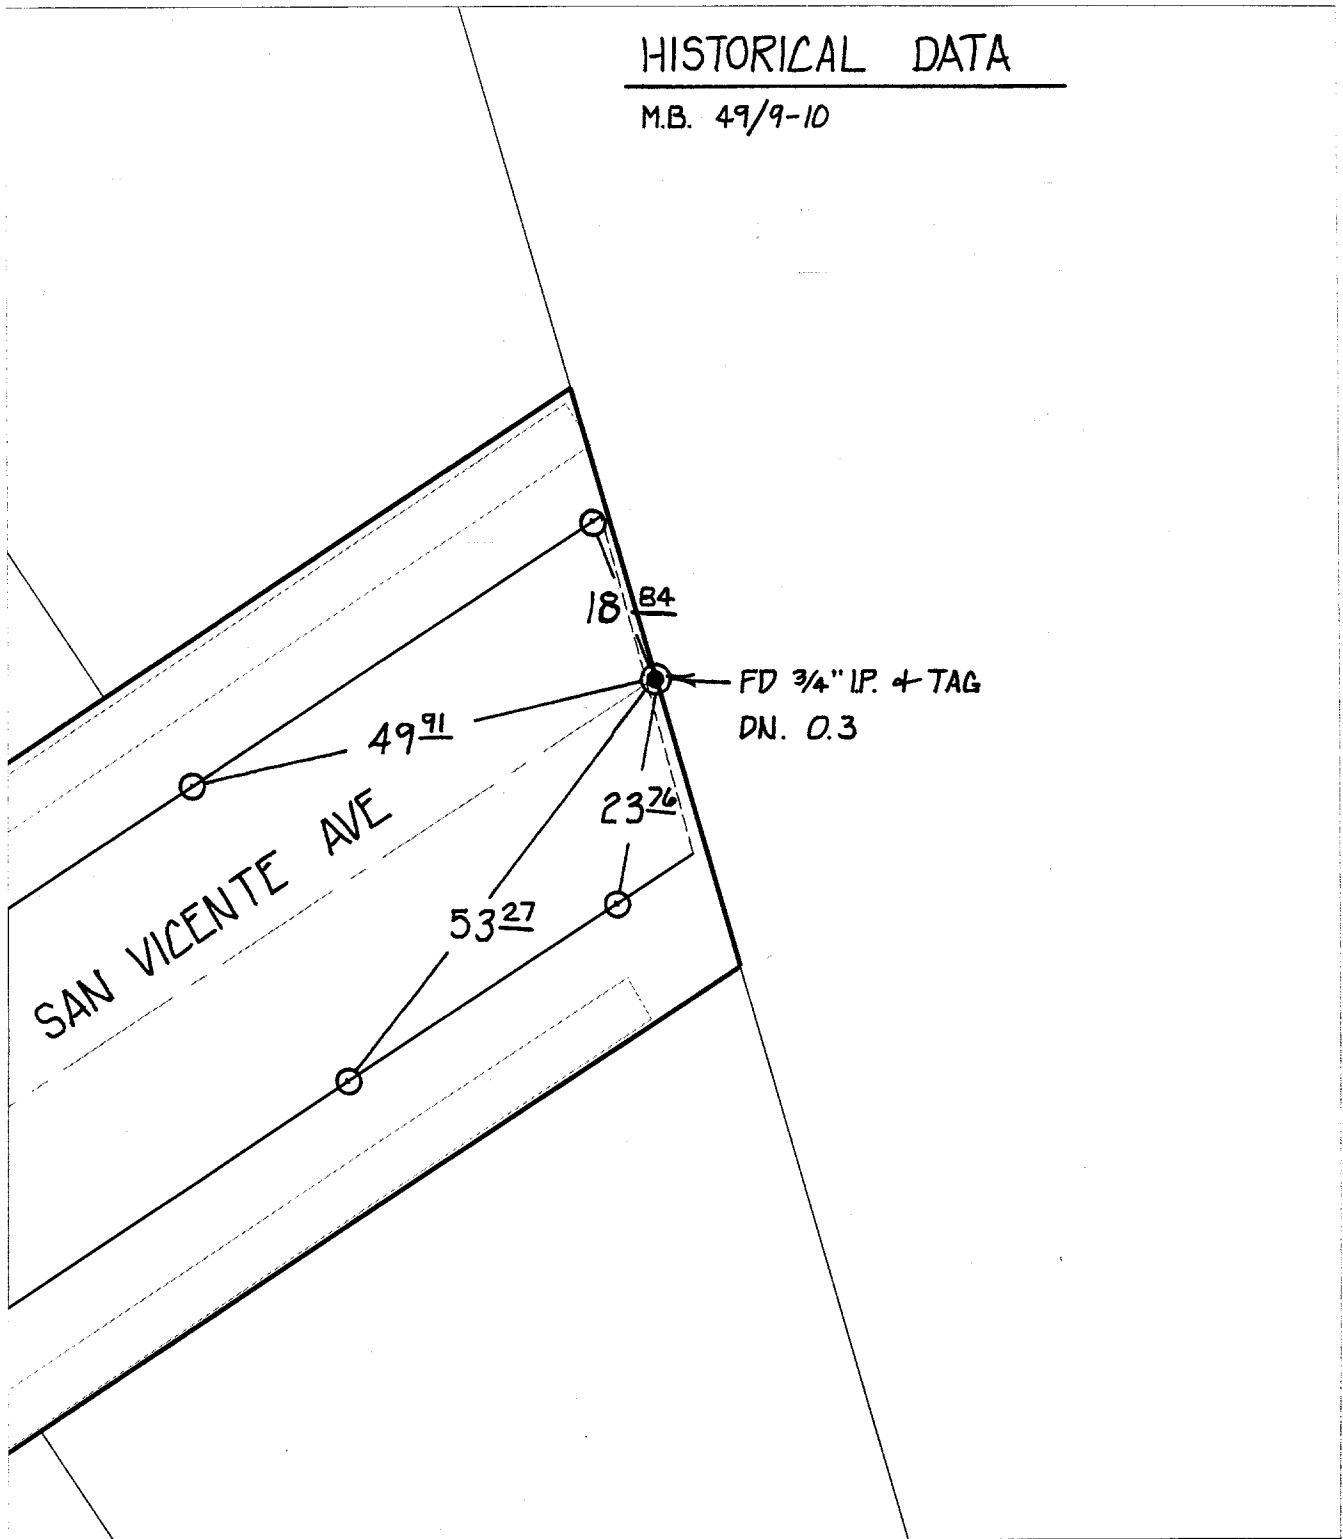 HISTORICAL DATA
M.B. 49/9-10
18 84
FD 3/4" I.P. & TAG
DN. 0.3
49 91
23 76
SAN VICENTE AVE
53 27